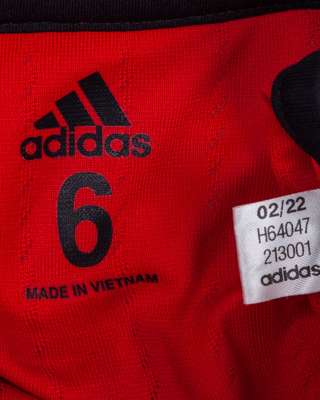 adidas
6
MADE IN VIETNAM
02/22
H64047
213001
adidas